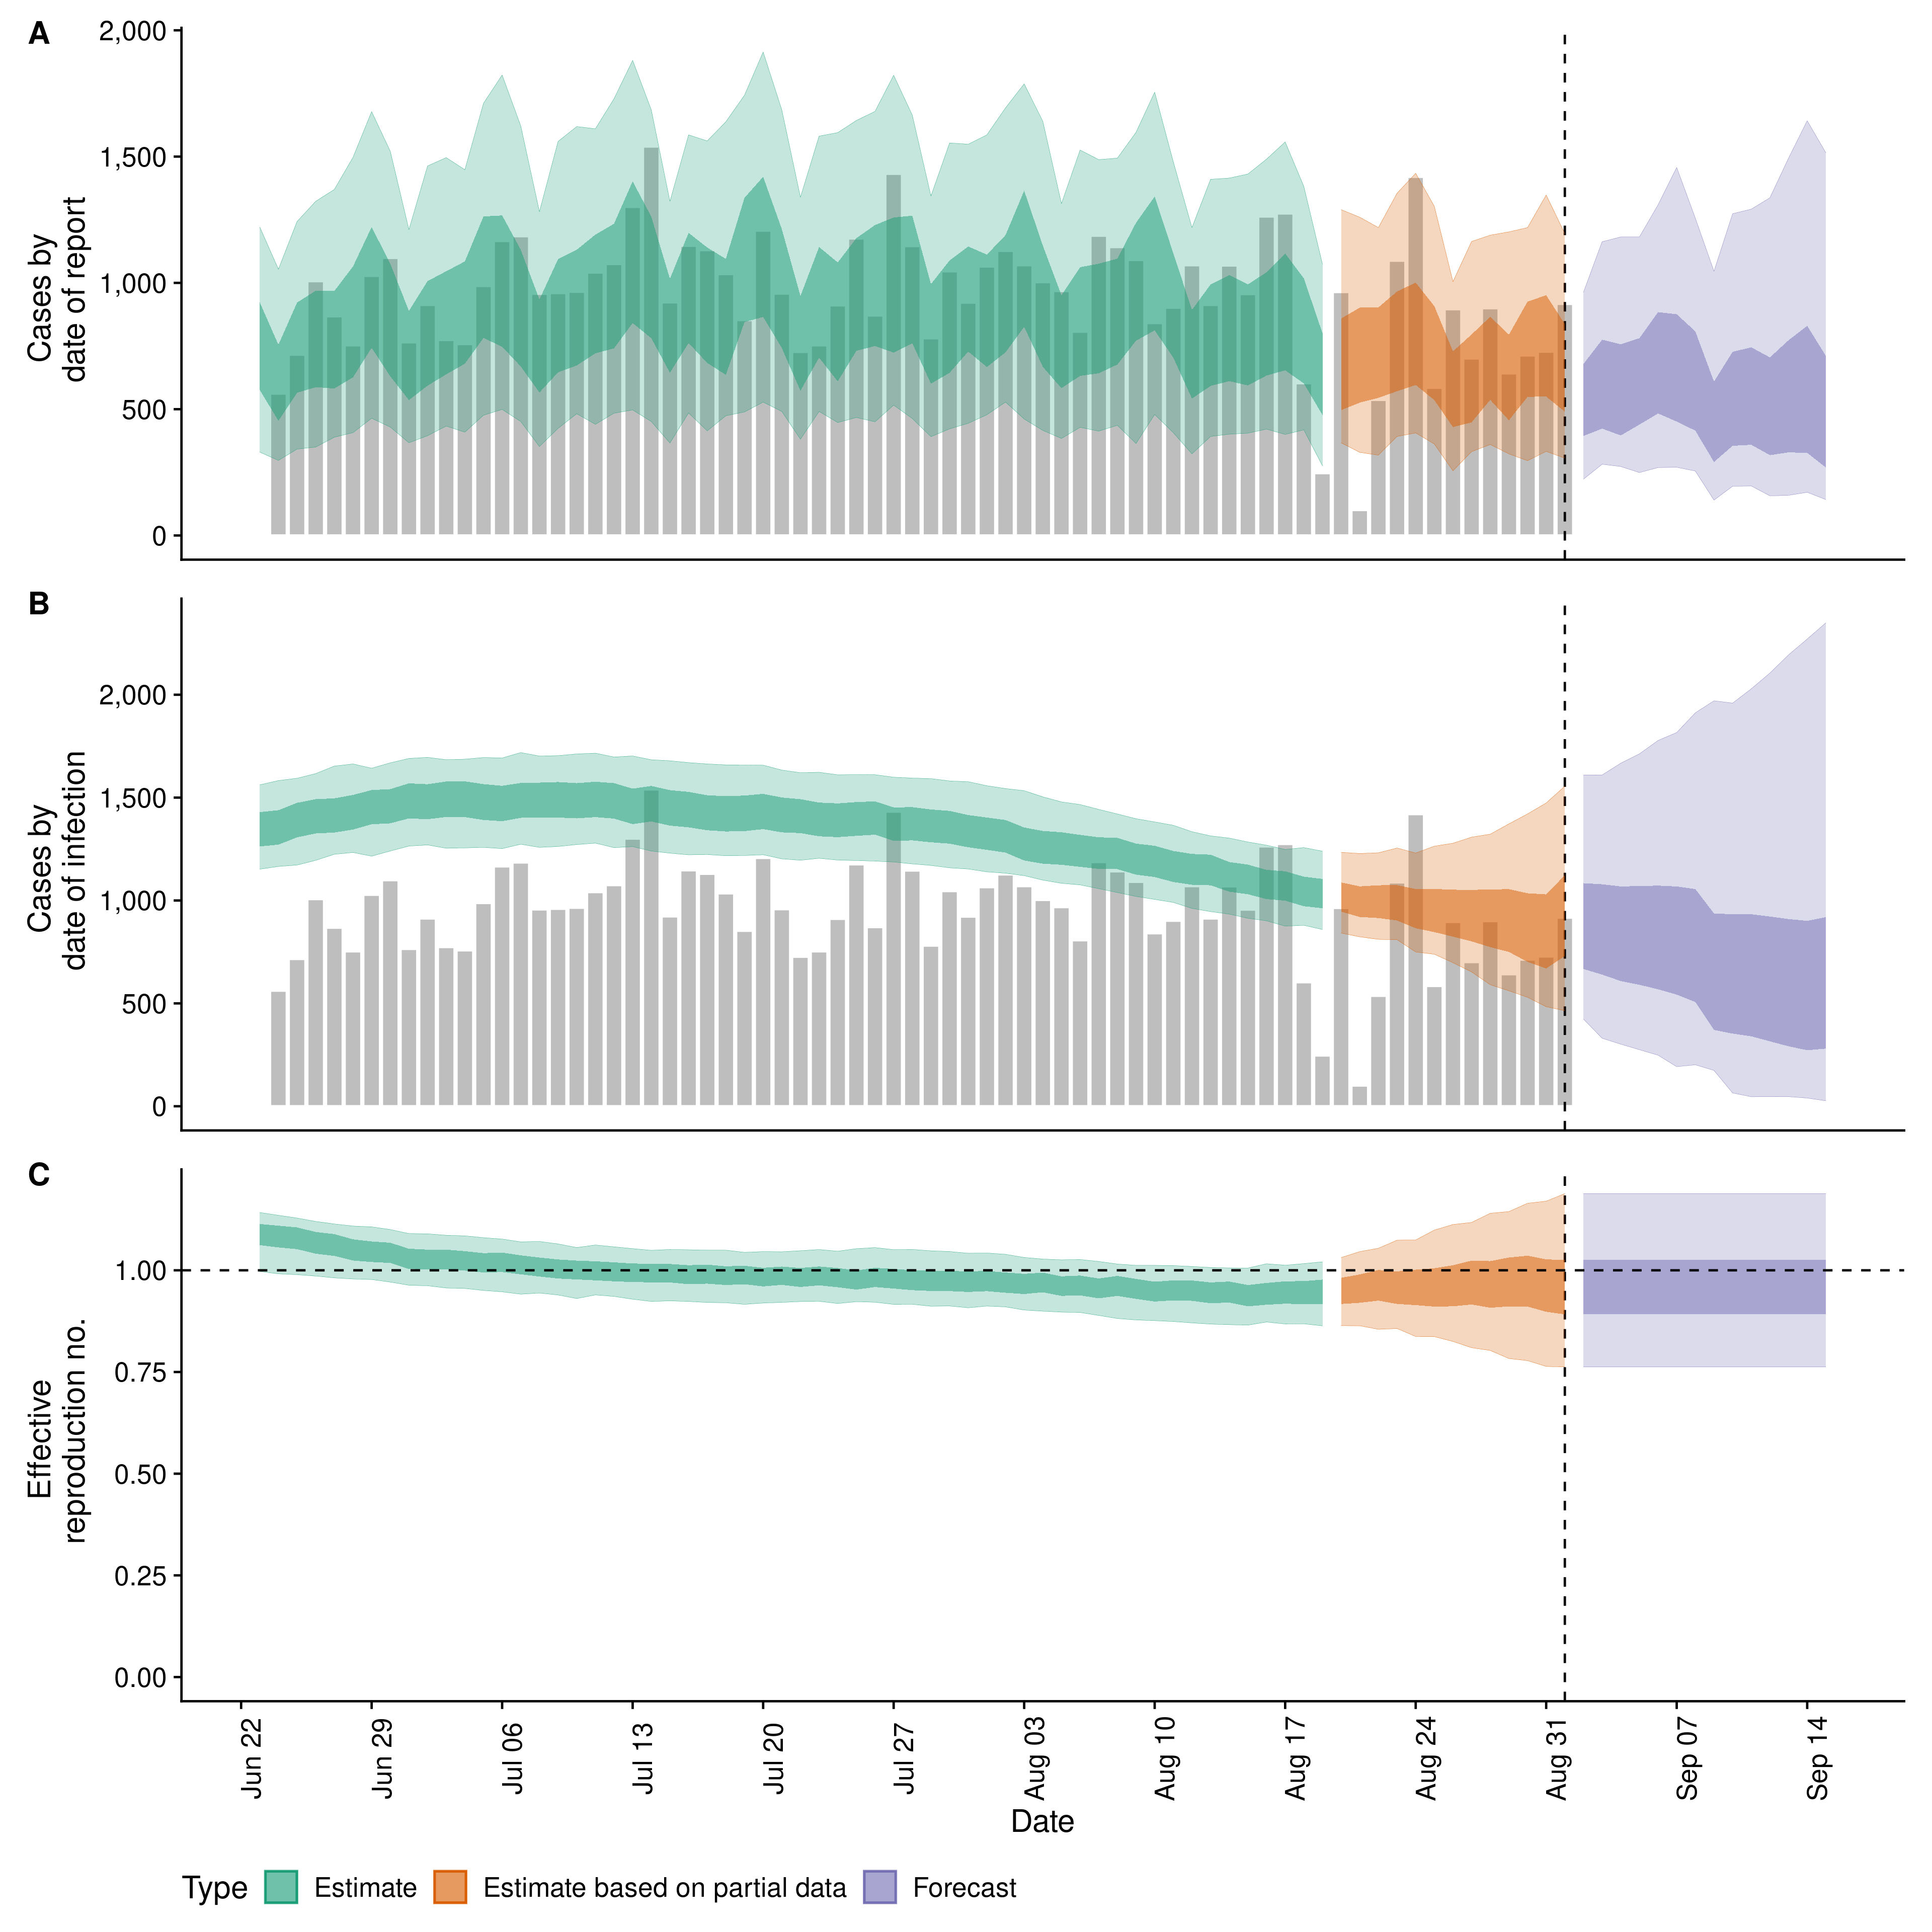 A
Cases by
date of report
2,000
1,500
1,000
500
0
B
Cases by
date of infection
2,000
1,500
1,000
500
0
C
Effective
reproduction no.
1.00
0.75
0.50
0.25
0.00
Jun 22
Jun 29
Jul 06
Jul 13
Jul 20
Jul 27
Aug 03
Aug 10
Aug 17
Aug 24
Aug 31
Sep 07
Sep 14
Date
Type Estimate Estimate based on partial data Forecast